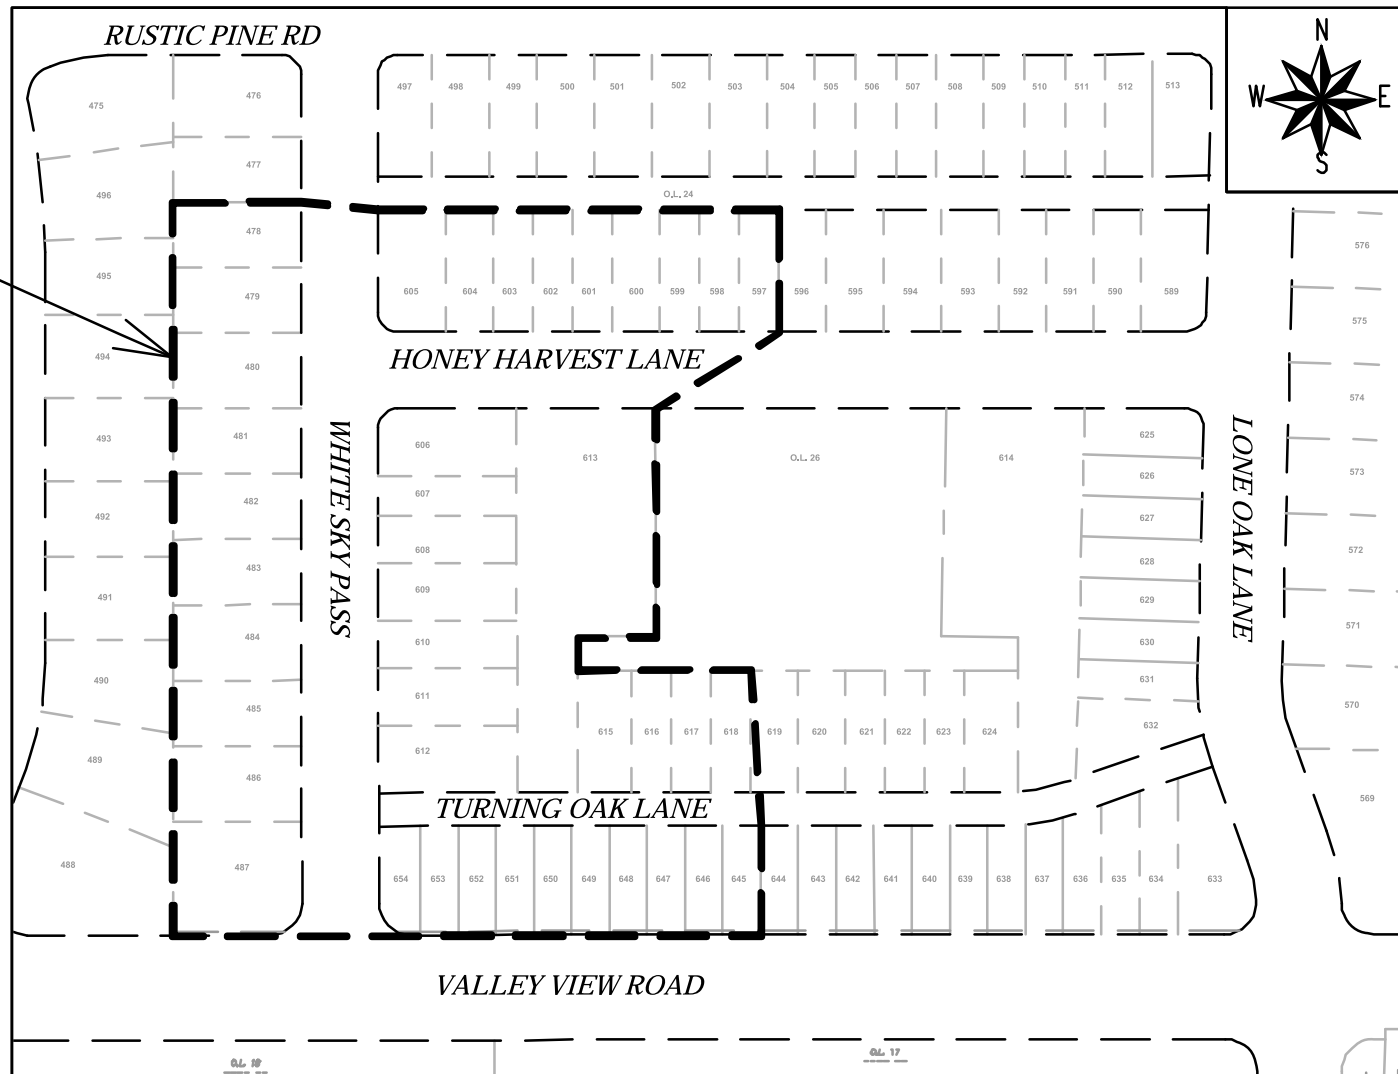 RUSTIC PINE RD
N
W E
S
475 476 497 498 499 500 501 502 503 504 505 506 507 508 509 510 511 512 513
477
496 O.L. 24
478 576
495 479 605 604 603 602 601 600 599 598 597 596 595 594 593 592 591 590 589
575
494 480 HONEY HARVEST LANE
574
493 481 606 613 O.L. 26 614 625
573 626
492 482 607 627
WHITE SKY PASS
LONE OAK LANE
483 608 628 572
491 609 629
484 610 630 571
490 611 631
485 570
489 486 612 615 616 617 618 619 620 621 622 623 624 632
TURNING OAK LANE 569
488 487 654 653 652 651 650 649 648 647 646 645 644 643 642 641 640 639 638 637 636 635 634 633
VALLEY VIEW ROAD
O.L. 18 O.L. 17